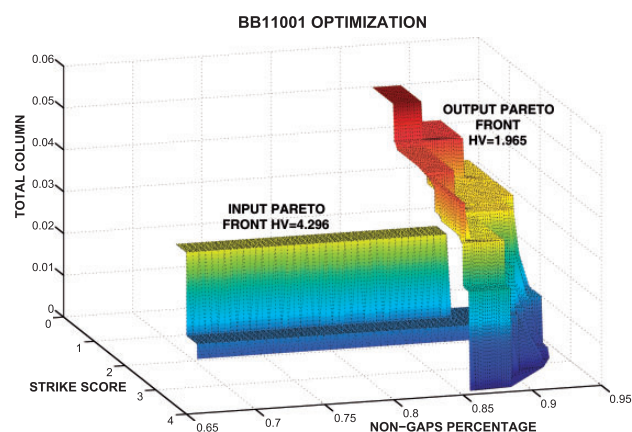 BB11001 OPTIMIZATION
0.06
0.05
0.04
0.03
0.02
0.01
0
TOTAL COLUMN
OUTPUT PARETO
FRONT
HV=1.965
INPUT PARETO
FRONT HV=4.296
0
1
2
3
4
STRIKE SCORE
0.65
0.7
0.75
0.8
0.85
0.9
0.95
NON-GAPS PERCENTAGE